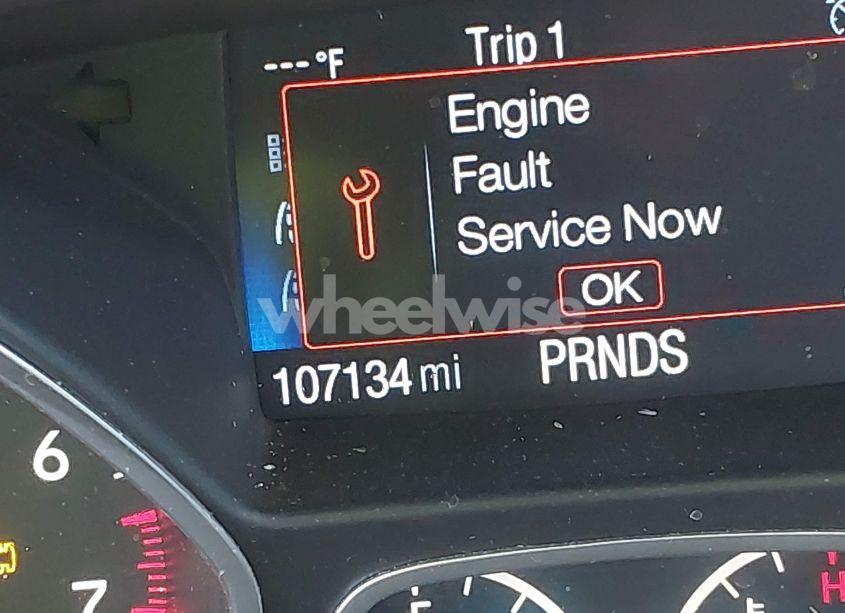 ---°F
Trip 1
Engine
Fault
Service Now
OK
wheelwise
107134 mi
PRNDS
6
7
H